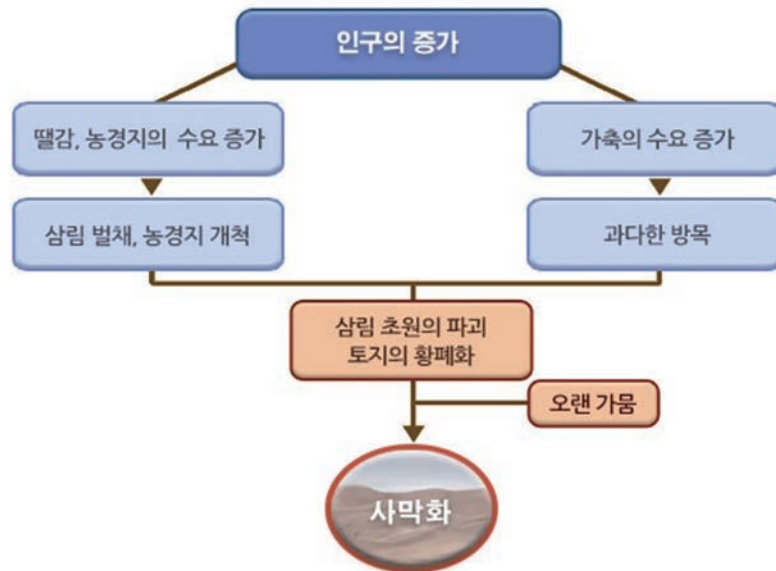 인구의 증가
땔감, 농경지의 수요 증가
가축의 수요 증가
삼림 벌채, 농경지 개척
과다한 방목
삼림 초원의 파괴
토지의 황폐화
오랜 가뭄
사막화